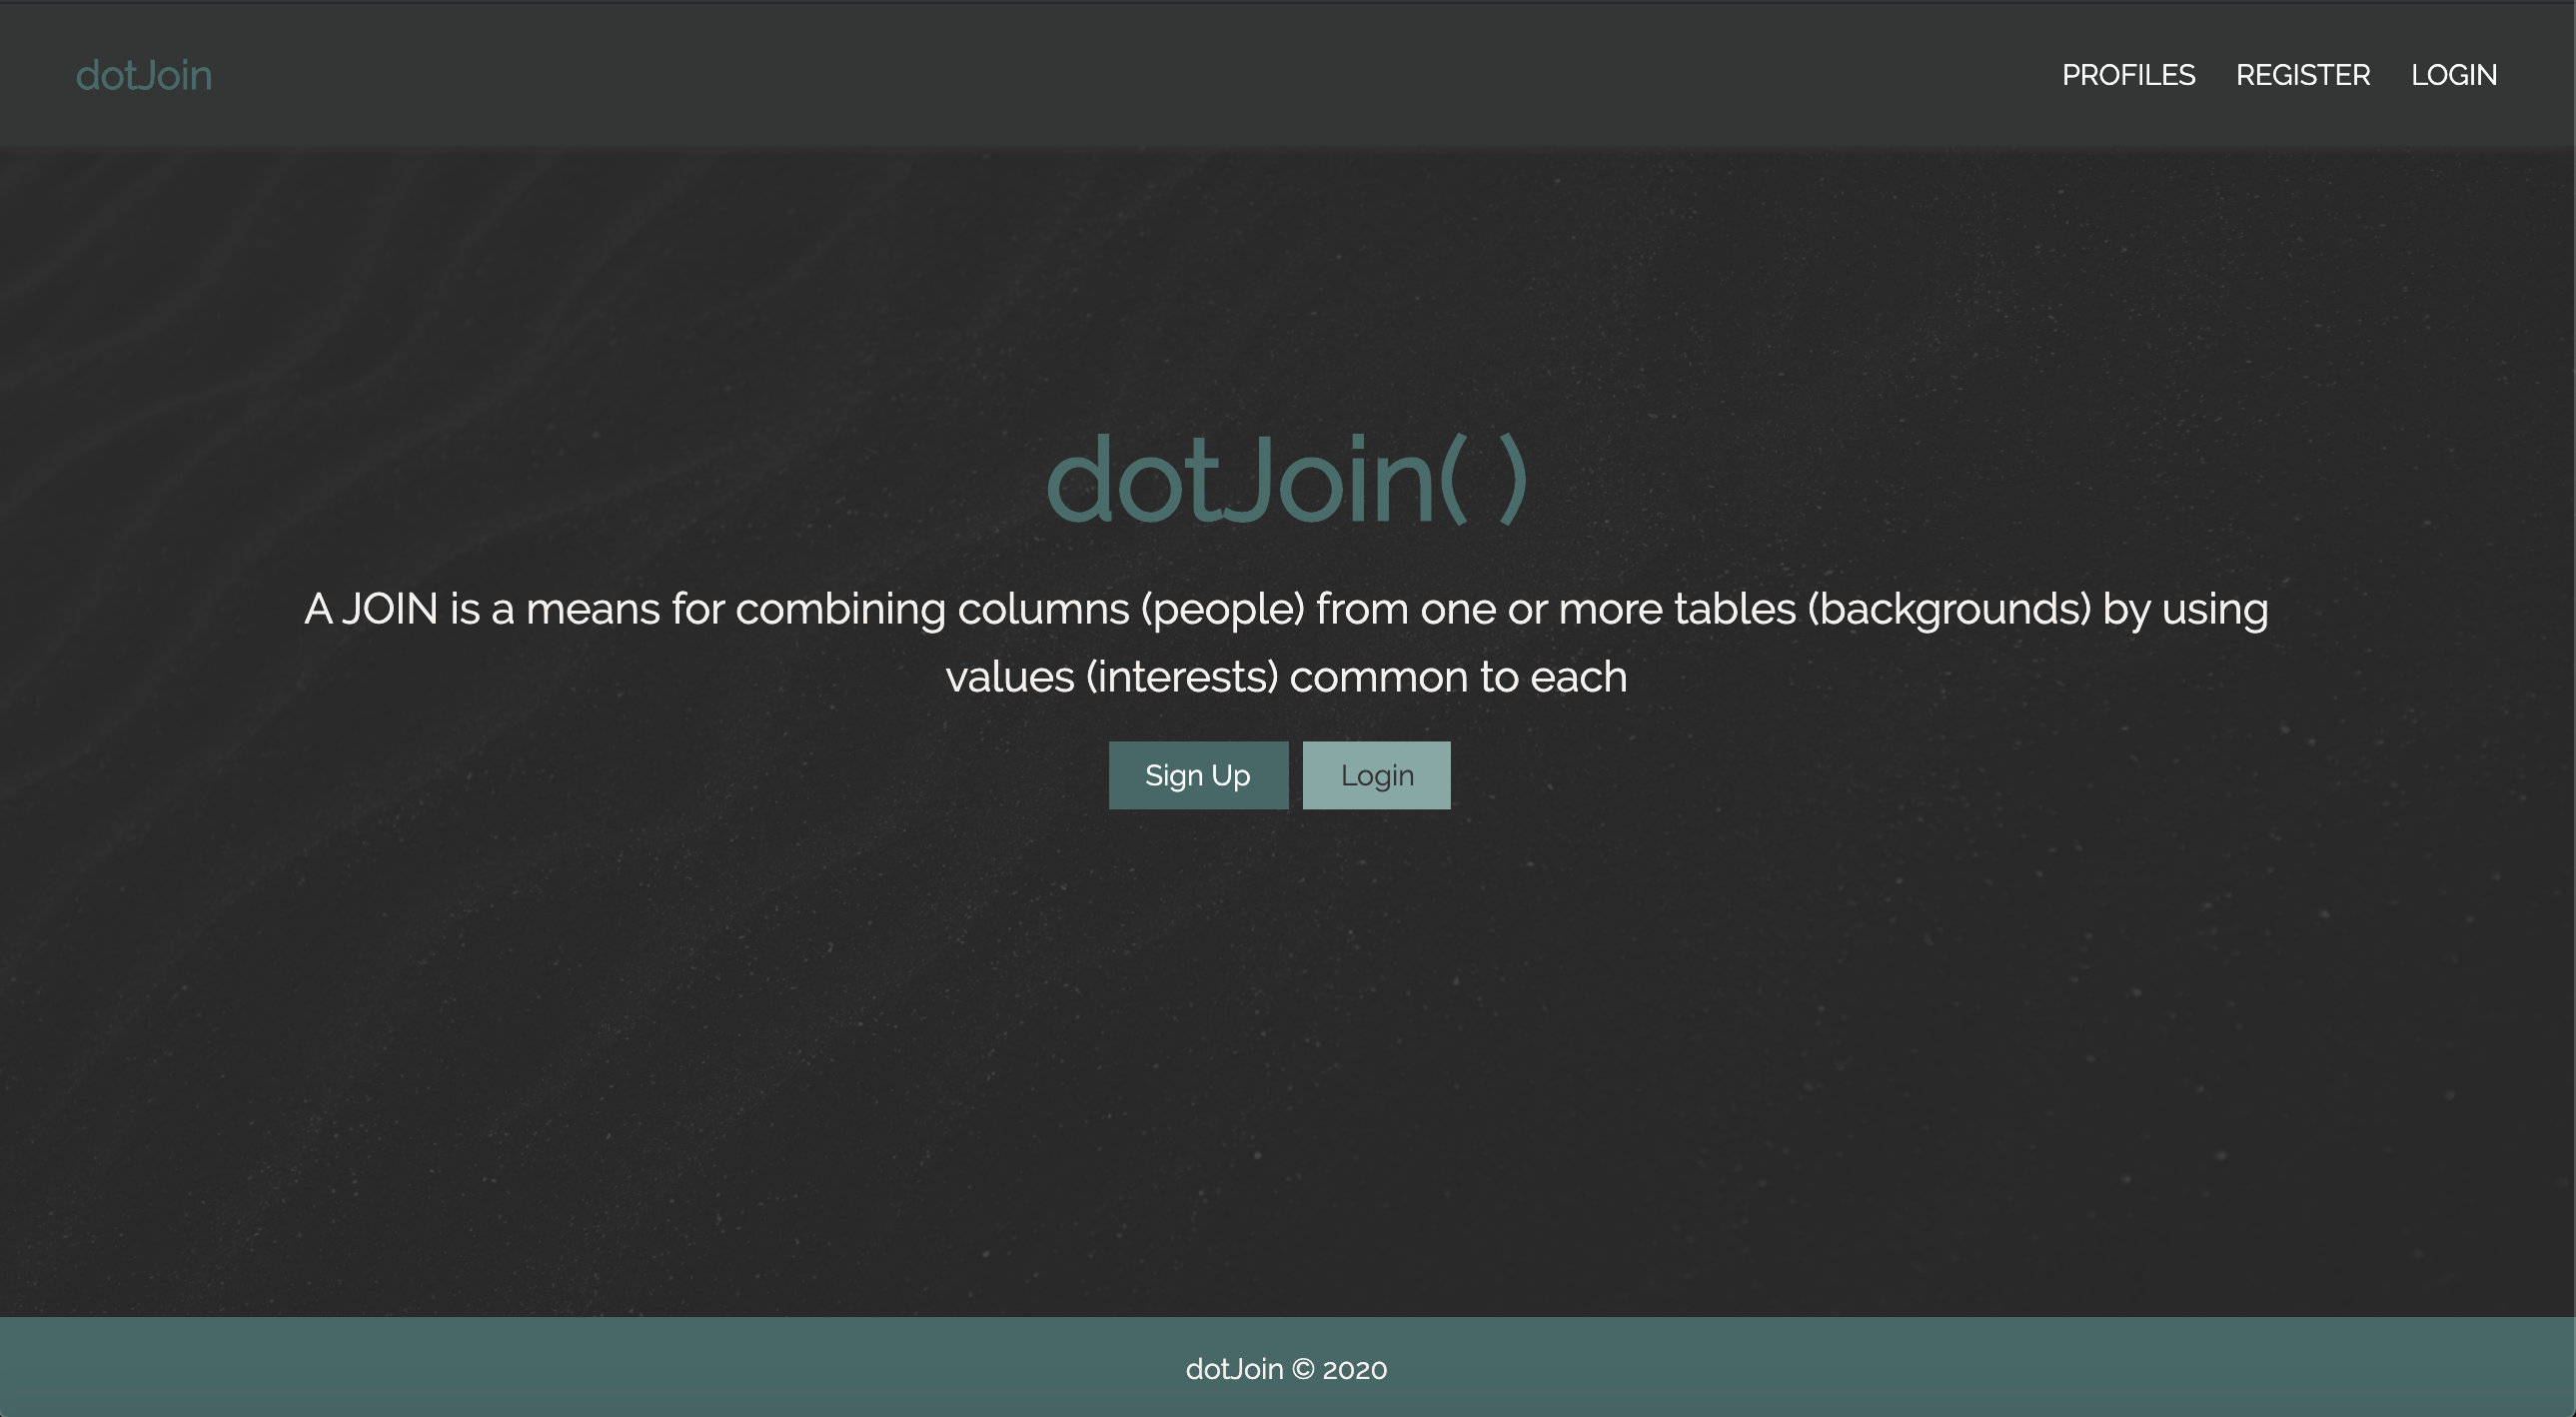 dotJoin
PROFILES REGISTER LOGIN
dotJoin( )
A JOIN is a means for combining columns (people) from one or more tables (backgrounds) by using
values (interests) common to each
Sign Up Login
dotJoin © 2020